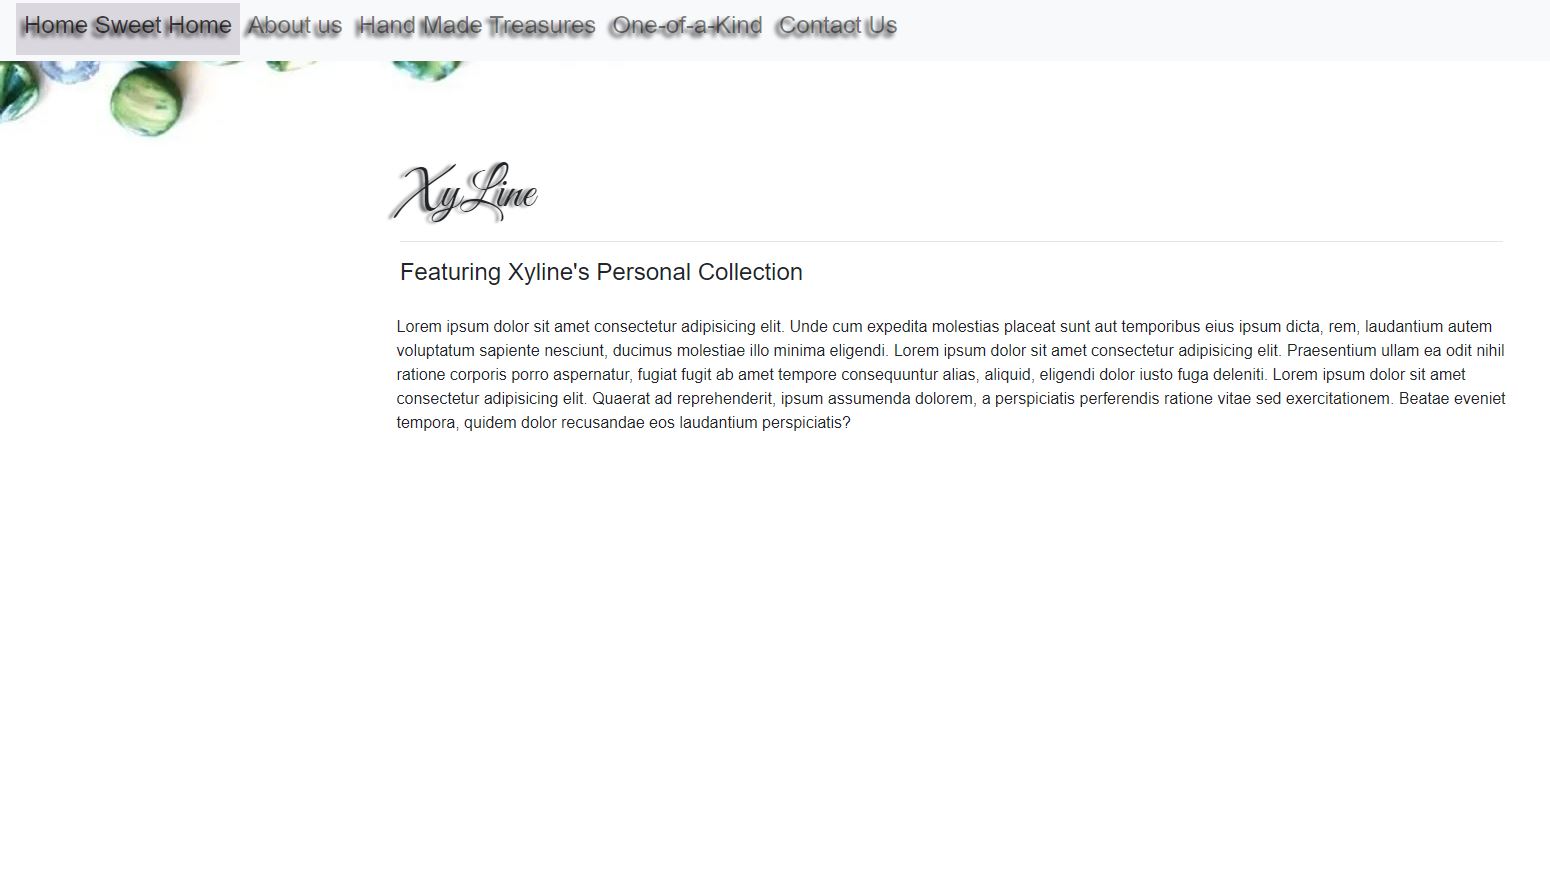 Home Sweet Home About us Hand Made Treasures One-of-a-Kind Contact Us
XyLine
Featuring Xyline's Personal Collection
Lorem ipsum dolor sit amet consectetur adipisicing elit. Unde cum expedita molestias placeat sunt aut temporibus eius ipsum dicta, rem, laudantium autem
voluptatum sapiente nesciunt, ducimus molestiae illo minima eligendi. Lorem ipsum dolor sit amet consectetur adipisicing elit. Praesentium ullam ea odit nihil
ratione corporis porro aspernatur, fugiat fugit ab amet tempore consequuntur alias, aliquid, eligendi dolor iusto fuga deleniti. Lorem ipsum dolor sit amet
consectetur adipisicing elit. Quaerat ad reprehenderit, ipsum assumenda dolorem, a perspiciatis perferendis ratione vitae sed exercitationem. Beatae eveniet
tempora, quidem dolor recusandae eos laudantium perspiciatis?